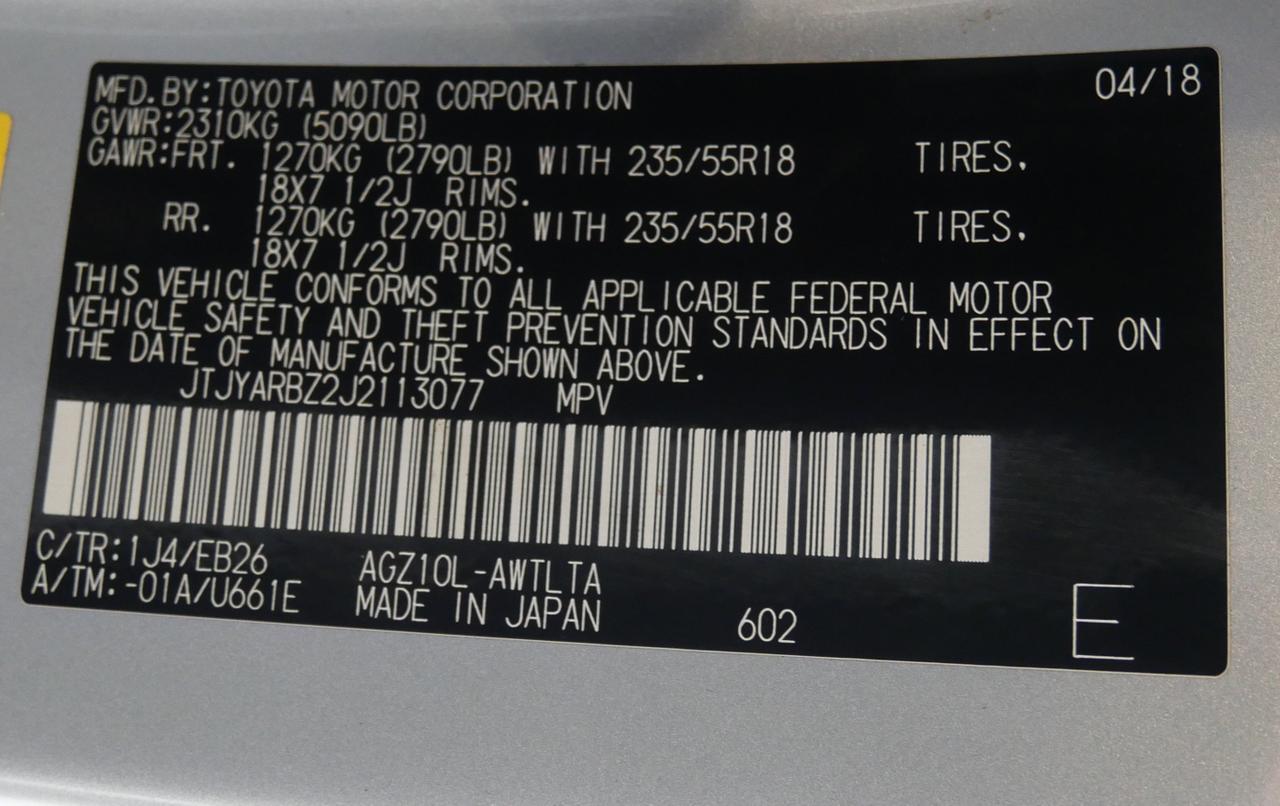 MFD.BY:TOYOTA MOTOR CORPORATION 04/18
GVWR:2310KG (5090LB)
GAWR:FRT. 1270KG (2790LB) WITH 235/55R18 TIRES,
18X7 1/2J RIMS.
RR. 1270KG (2790LB) WITH 235/55R18 TIRES,
18X7 1/2J RIMS.
THIS VEHICLE CONFORMS TO ALL APPLICABLE FEDERAL MOTOR
VEHICLE SAFETY AND THEFT PREVENTION STANDARDS IN EFFECT ON
THE DATE OF MANUFACTURE SHOWN ABOVE.
JTJYARBZ2J2113077 MPV
C/TR:1J4/EB26 AGZ10L-AWTLTA
A/TM:-01A/U661E MADE IN JAPAN 602 E